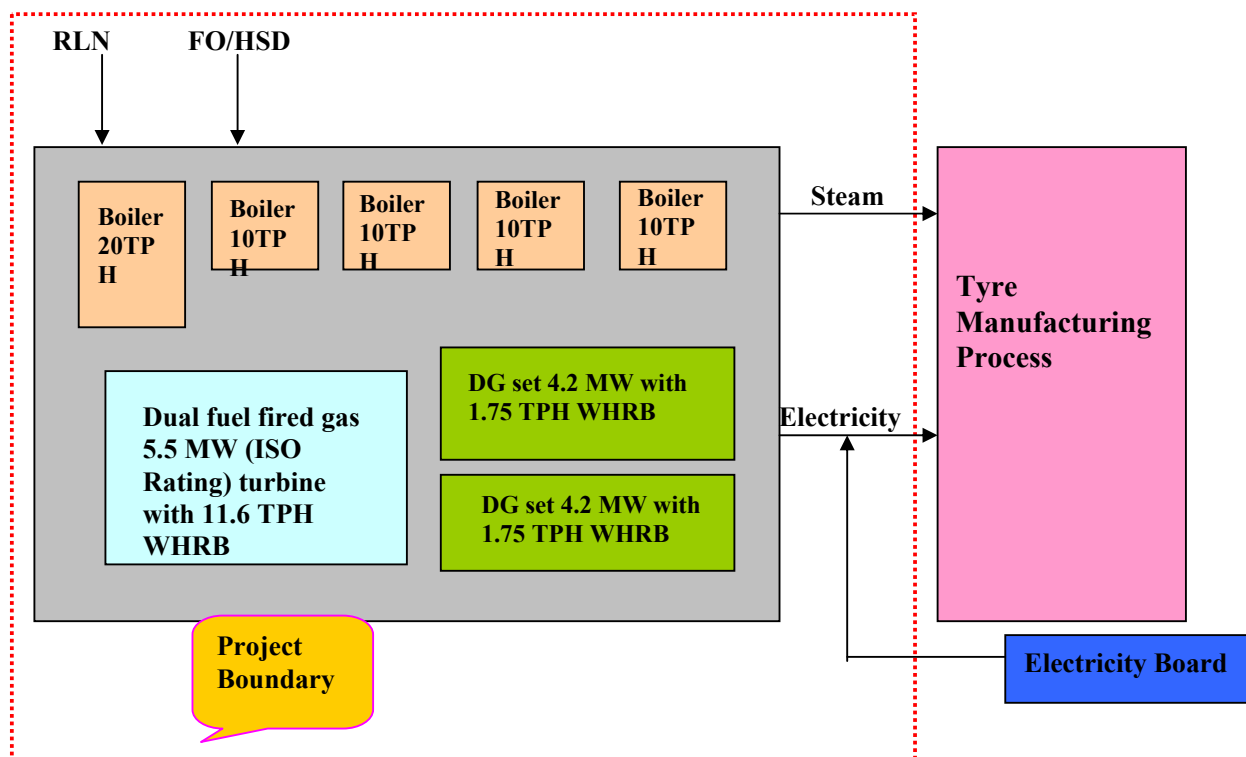 RLN
FO/HSD
Boiler
20TP
H
Boiler
10TP
H
Boiler
10TP
H
Boiler
10TP
H
Boiler
10TP
H
Steam
Tyre
Manufacturing
Process
Dual fuel fired gas
5.5 MW (ISO
Rating) turbine
with 11.6 TPH
WHRB
DG set 4.2 MW with
1.75 TPH WHRB
Electricity
DG set 4.2 MW with
1.75 TPH WHRB
Project
Boundary
Electricity Board